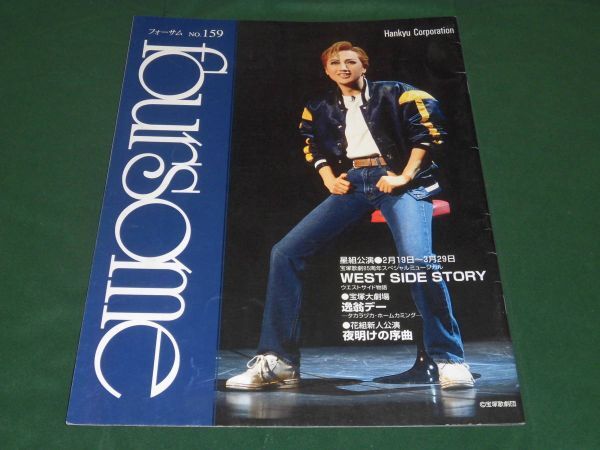 フォーサム NO.159
foursome
Hankyu Corporation
星組公演●2月19日〜3月29日
宝塚歌劇85周年スペシャルミュージカル
WEST SIDE STORY
ウエストサイド物語
●宝塚大劇場
逸翁デー
―タカラヅカ・ホームカミング―
●花組新人公演
夜明けの序曲
©宝塚歌劇団